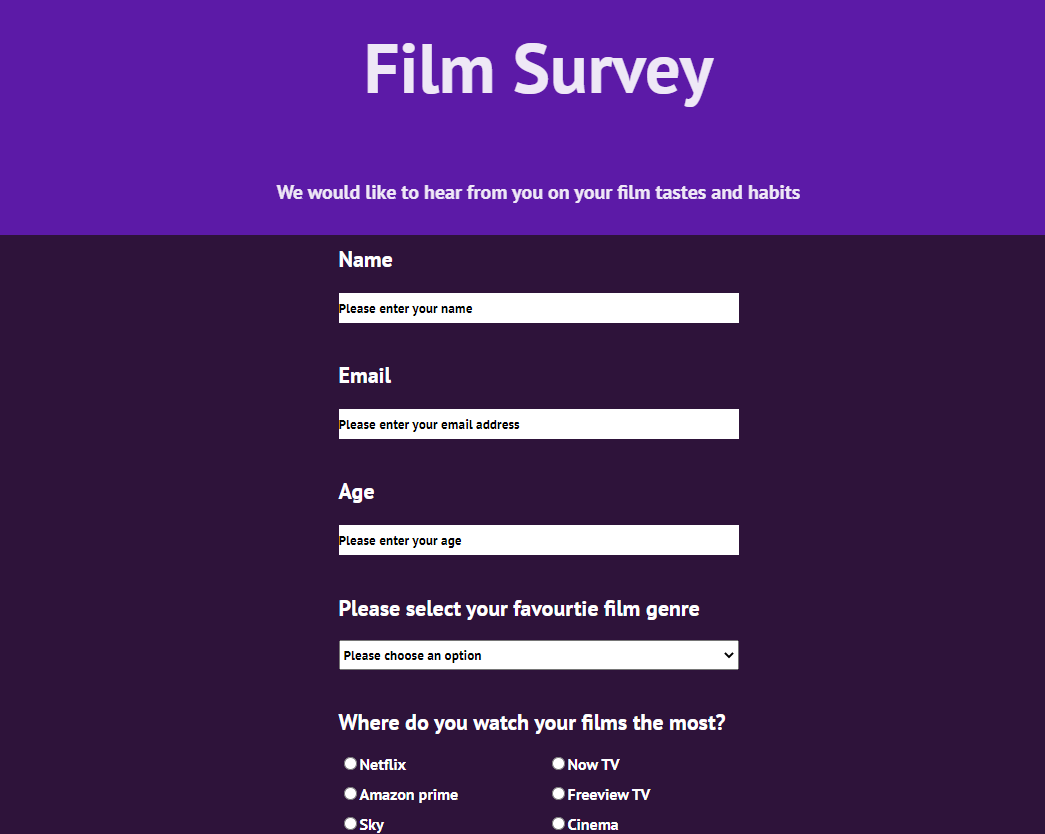 Film Survey
We would like to hear from you on your film tastes and habits
Name
Please enter your name
Email
Please enter your email address
Age
Please enter your age
Please select your favourtie film genre
Please choose an option
Where do you watch your films the most?
Netflix
Now TV
Amazon prime
Freeview TV
Sky
Cinema